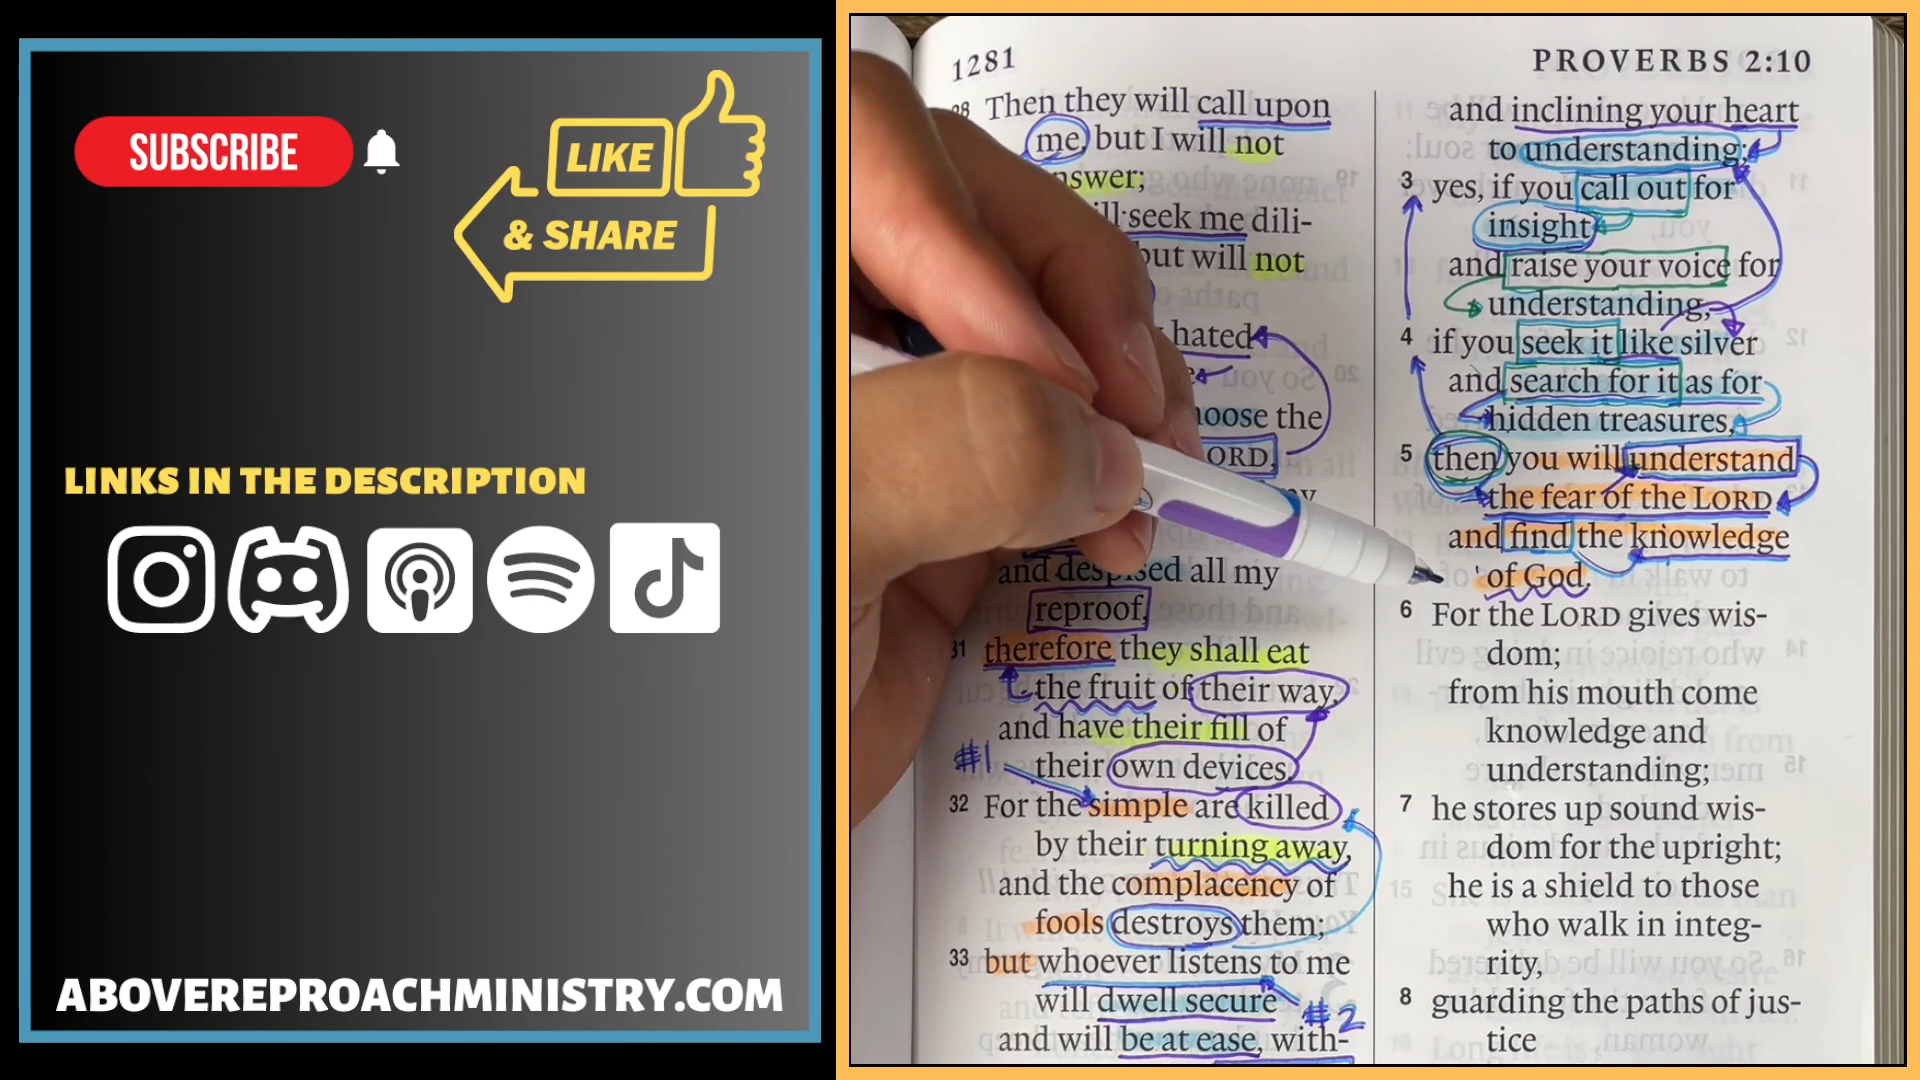 SUBSCRIBE
LIKE
& SHARE
LINKS IN THE DESCRIPTION
ABOVEREPROACHMINISTRY.COM
1281
28 Then they will call upon
me, but I will not
answer;
will seek me dili-
but will not
hated
choose the
LORD,
my
and despised all my
reproof,
31 therefore they shall eat
the fruit of their way,
and have their fill of
#1 their own devices.
32 For the simple are killed
by their turning away,
and the complacency of
fools destroys them;
33 but whoever listens to me
will dwell secure #2
and will be at ease, with-
PROVERBS 2:10
and inclining your heart
to understanding;
3 yes, if you call out for
insight
and raise your voice for
understanding,
4 if you seek it like silver
and search for it as for
hidden treasures,
5 then you will understand
the fear of the LORD
and find the knowledge
of God.
6 For the LORD gives wis-
dom;
from his mouth come
knowledge and
understanding;
7 he stores up sound wis-
dom for the upright;
he is a shield to those
who walk in integ-
rity,
8 guarding the paths of jus-
tice